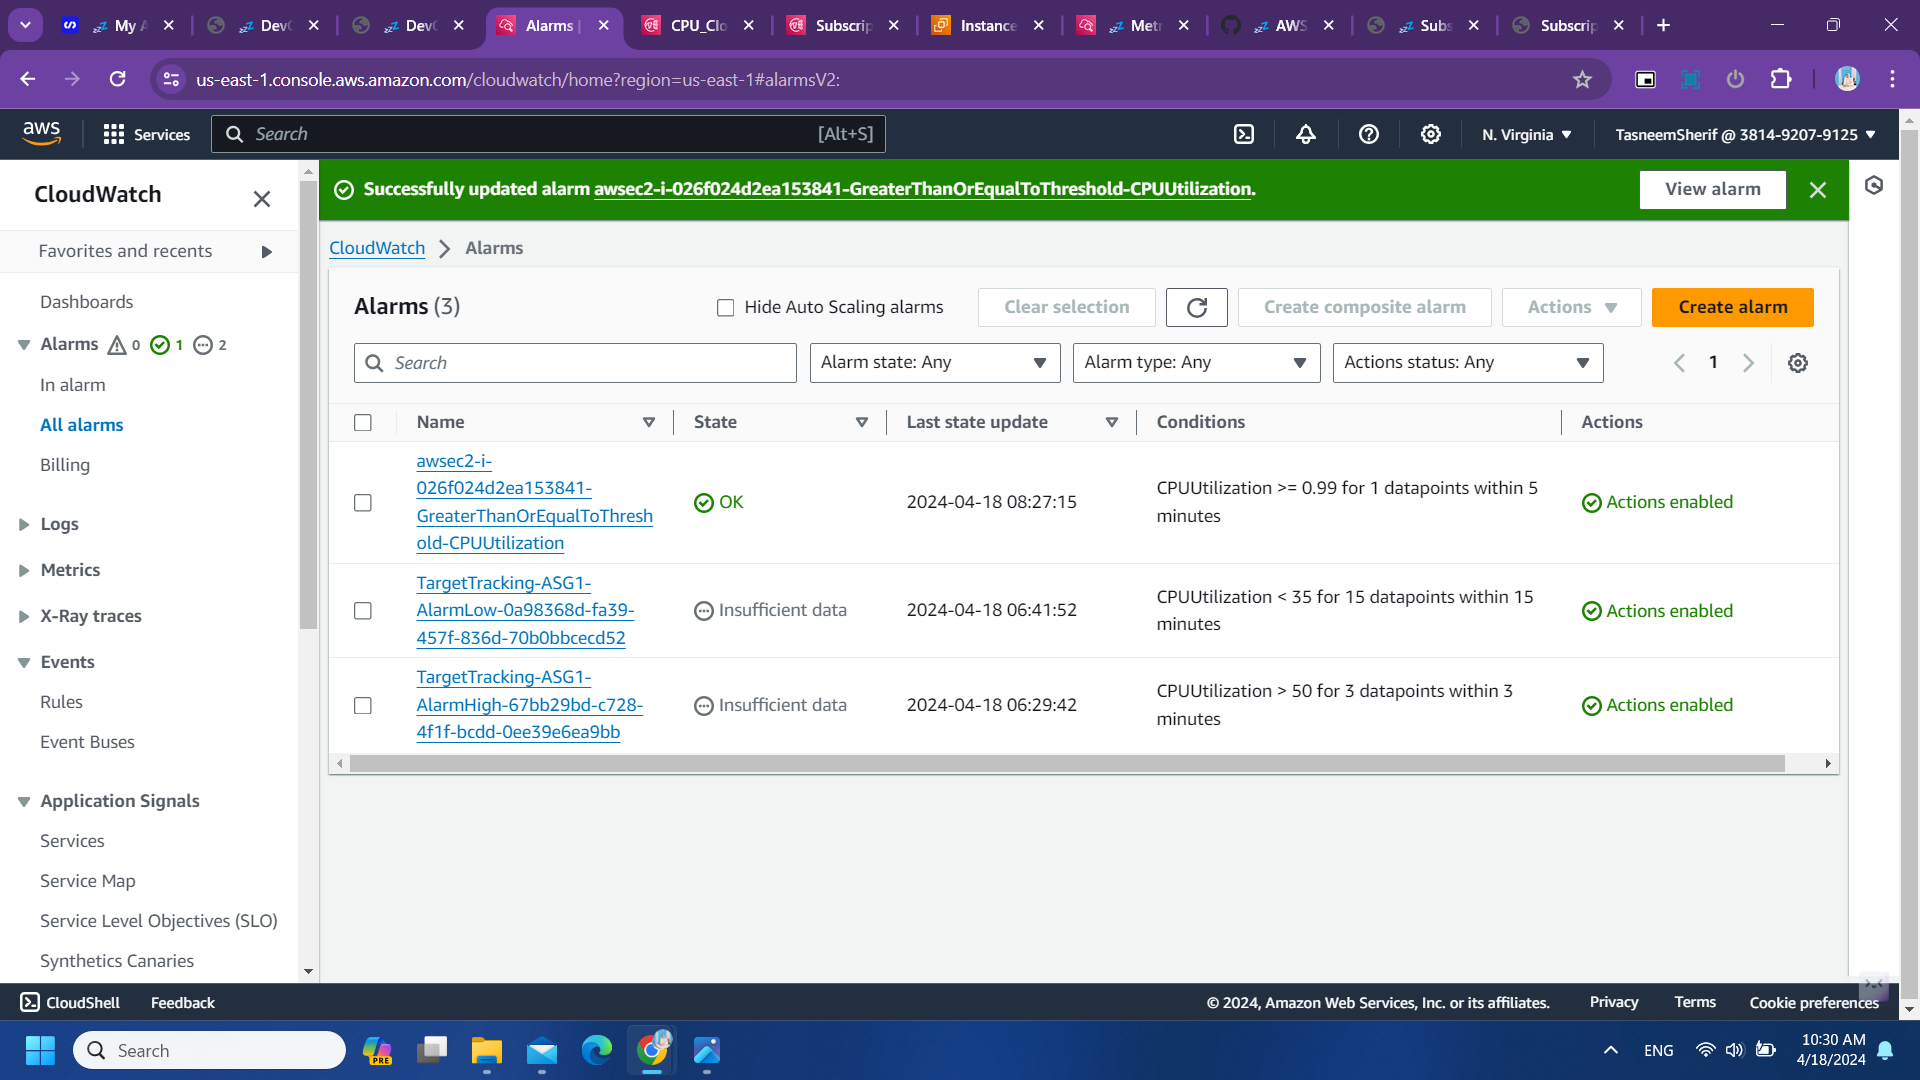 My A
Dev
Dev
Alarms |
CPU_Clo
Subscrip
Instance
Metr
AWS
Subs
Subscrip
us-east-1.console.aws.amazon.com/cloudwatch/home?region=us-east-1#alarmsV2:
aws
Services
Search
[Alt+S]
N. Virginia
TasneemSherif @ 3814-9207-9125
CloudWatch
Favorites and recents
Dashboards
Alarms 0 1 2
In alarm
All alarms
Billing
Logs
Metrics
X-Ray traces
Events
Rules
Event Buses
Application Signals
Services
Service Map
Service Level Objectives (SLO)
Synthetics Canaries
Successfully updated alarm awsec2-i-026f024d2ea153841-GreaterThanOrEqualToThreshold-CPUUtilization.
View alarm
CloudWatch
Alarms
Alarms (3)
Hide Auto Scaling alarms
Clear selection
Create composite alarm
Actions
Create alarm
Search
Alarm state: Any
Alarm type: Any
Actions status: Any
1
Name
State
Last state update
Conditions
Actions
awsec2-i-
026f024d2ea153841-
GreaterThanOrEqualToThresh
old-CPUUtilization
OK
2024-04-18 08:27:15
CPUUtilization >= 0.99 for 1 datapoints within 5
minutes
Actions enabled
TargetTracking-ASG1-
AlarmLow-0a98368d-fa39-
457f-836d-70b0bbcecd52
Insufficient data
2024-04-18 06:41:52
CPUUtilization < 35 for 15 datapoints within 15
minutes
Actions enabled
TargetTracking-ASG1-
AlarmHigh-67bb29bd-c728-
4f1f-bcdd-0ee39e6ea9bb
Insufficient data
2024-04-18 06:29:42
CPUUtilization > 50 for 3 datapoints within 3
minutes
Actions enabled
CloudShell
Feedback
© 2024, Amazon Web Services, Inc. or its affiliates.
Privacy
Terms
Cookie preferences
Search
PRE
ENG
10:30 AM
4/18/2024